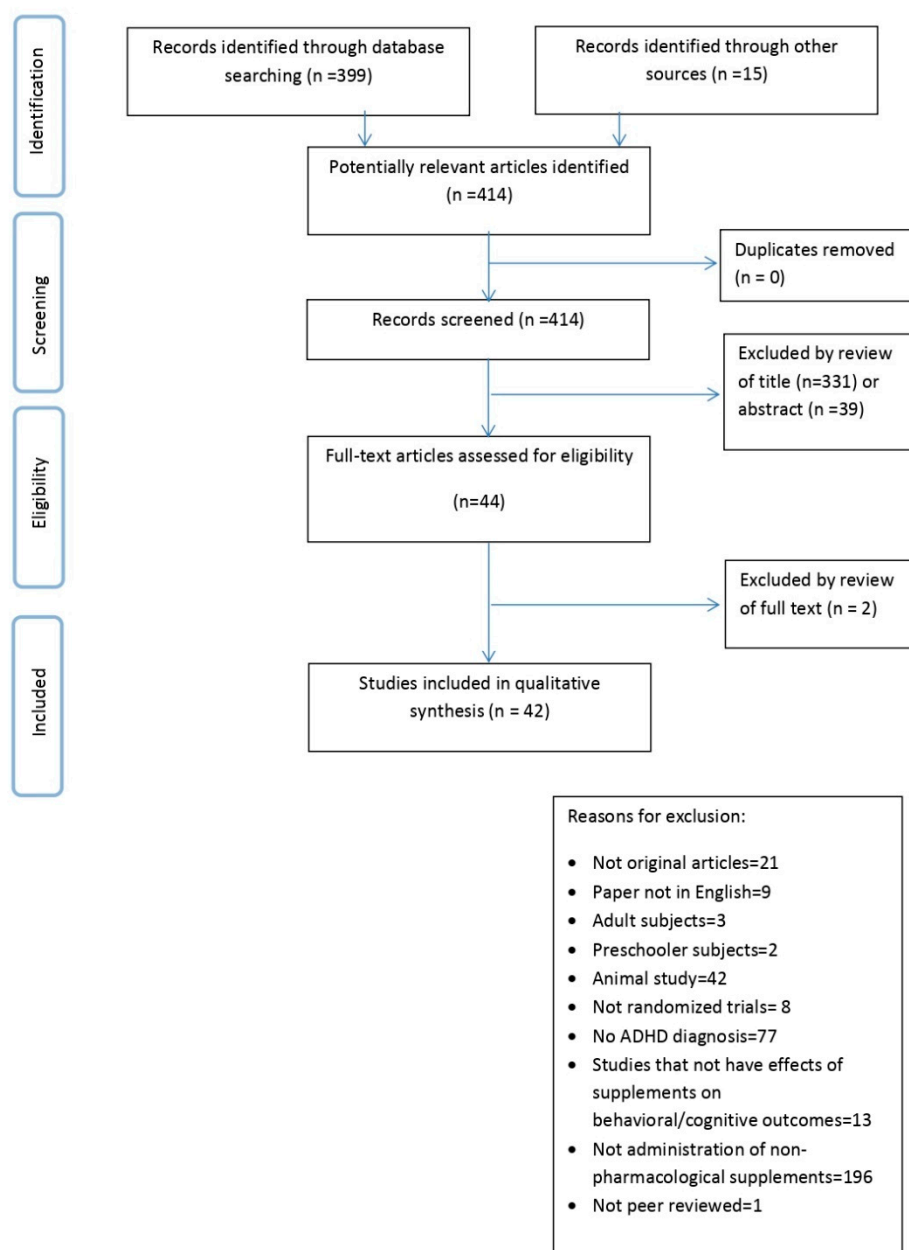 Identification
Records identified through database
searching (n =399)
Records identified through other
sources (n =15)
Potentially relevant articles identified
(n =414)
Screening
Duplicates removed
(n = 0)
Records screened (n =414)
Excluded by review
of title (n=331) or
abstract (n =39)
Eligibility
Full-text articles assessed for eligibility
(n=44)
Excluded by review
of full text (n = 2)
Included
Studies included in qualitative
synthesis (n = 42)
Reasons for exclusion:
• Not original articles=21
• Paper not in English=9
• Adult subjects=3
• Preschooler subjects=2
• Animal study=42
• Not randomized trials= 8
• No ADHD diagnosis=77
• Studies that not have effects of
supplements on
behavioral/cognitive outcomes=13
• Not administration of non-
pharmacological supplements=196
• Not peer reviewed=1